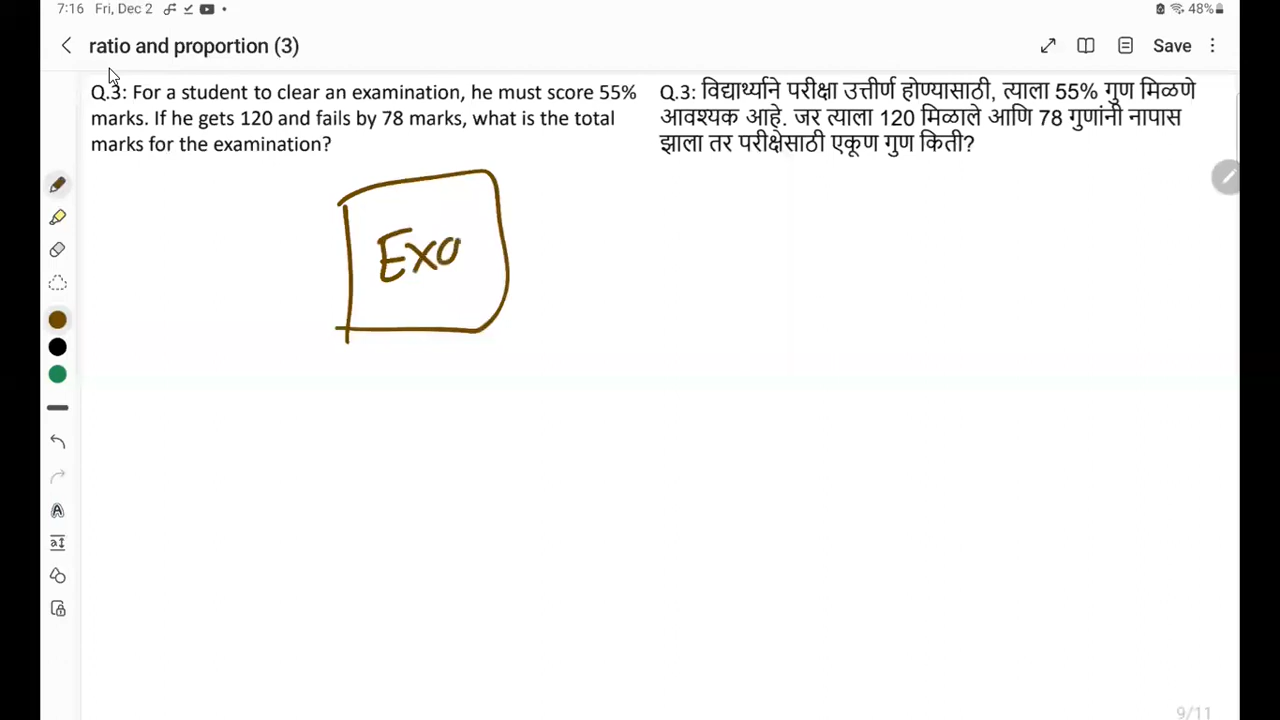 7:16 Fri, Dec 2
48%
ratio and proportion (3)
Save
Q.3: For a student to clear an examination, he must score 55%
marks. If he gets 120 and fails by 78 marks, what is the total
marks for the examination?
Q.3: विद्यार्थ्याने परीक्षा उत्तीर्ण होण्यासाठी, त्याला 55% गुण मिळणे
आवश्यक आहे. जर त्याला 120 मिळाले आणि 78 गुणांनी नापास
झाला तर परीक्षेसाठी एकूण गुण किती?
Exa
9/11